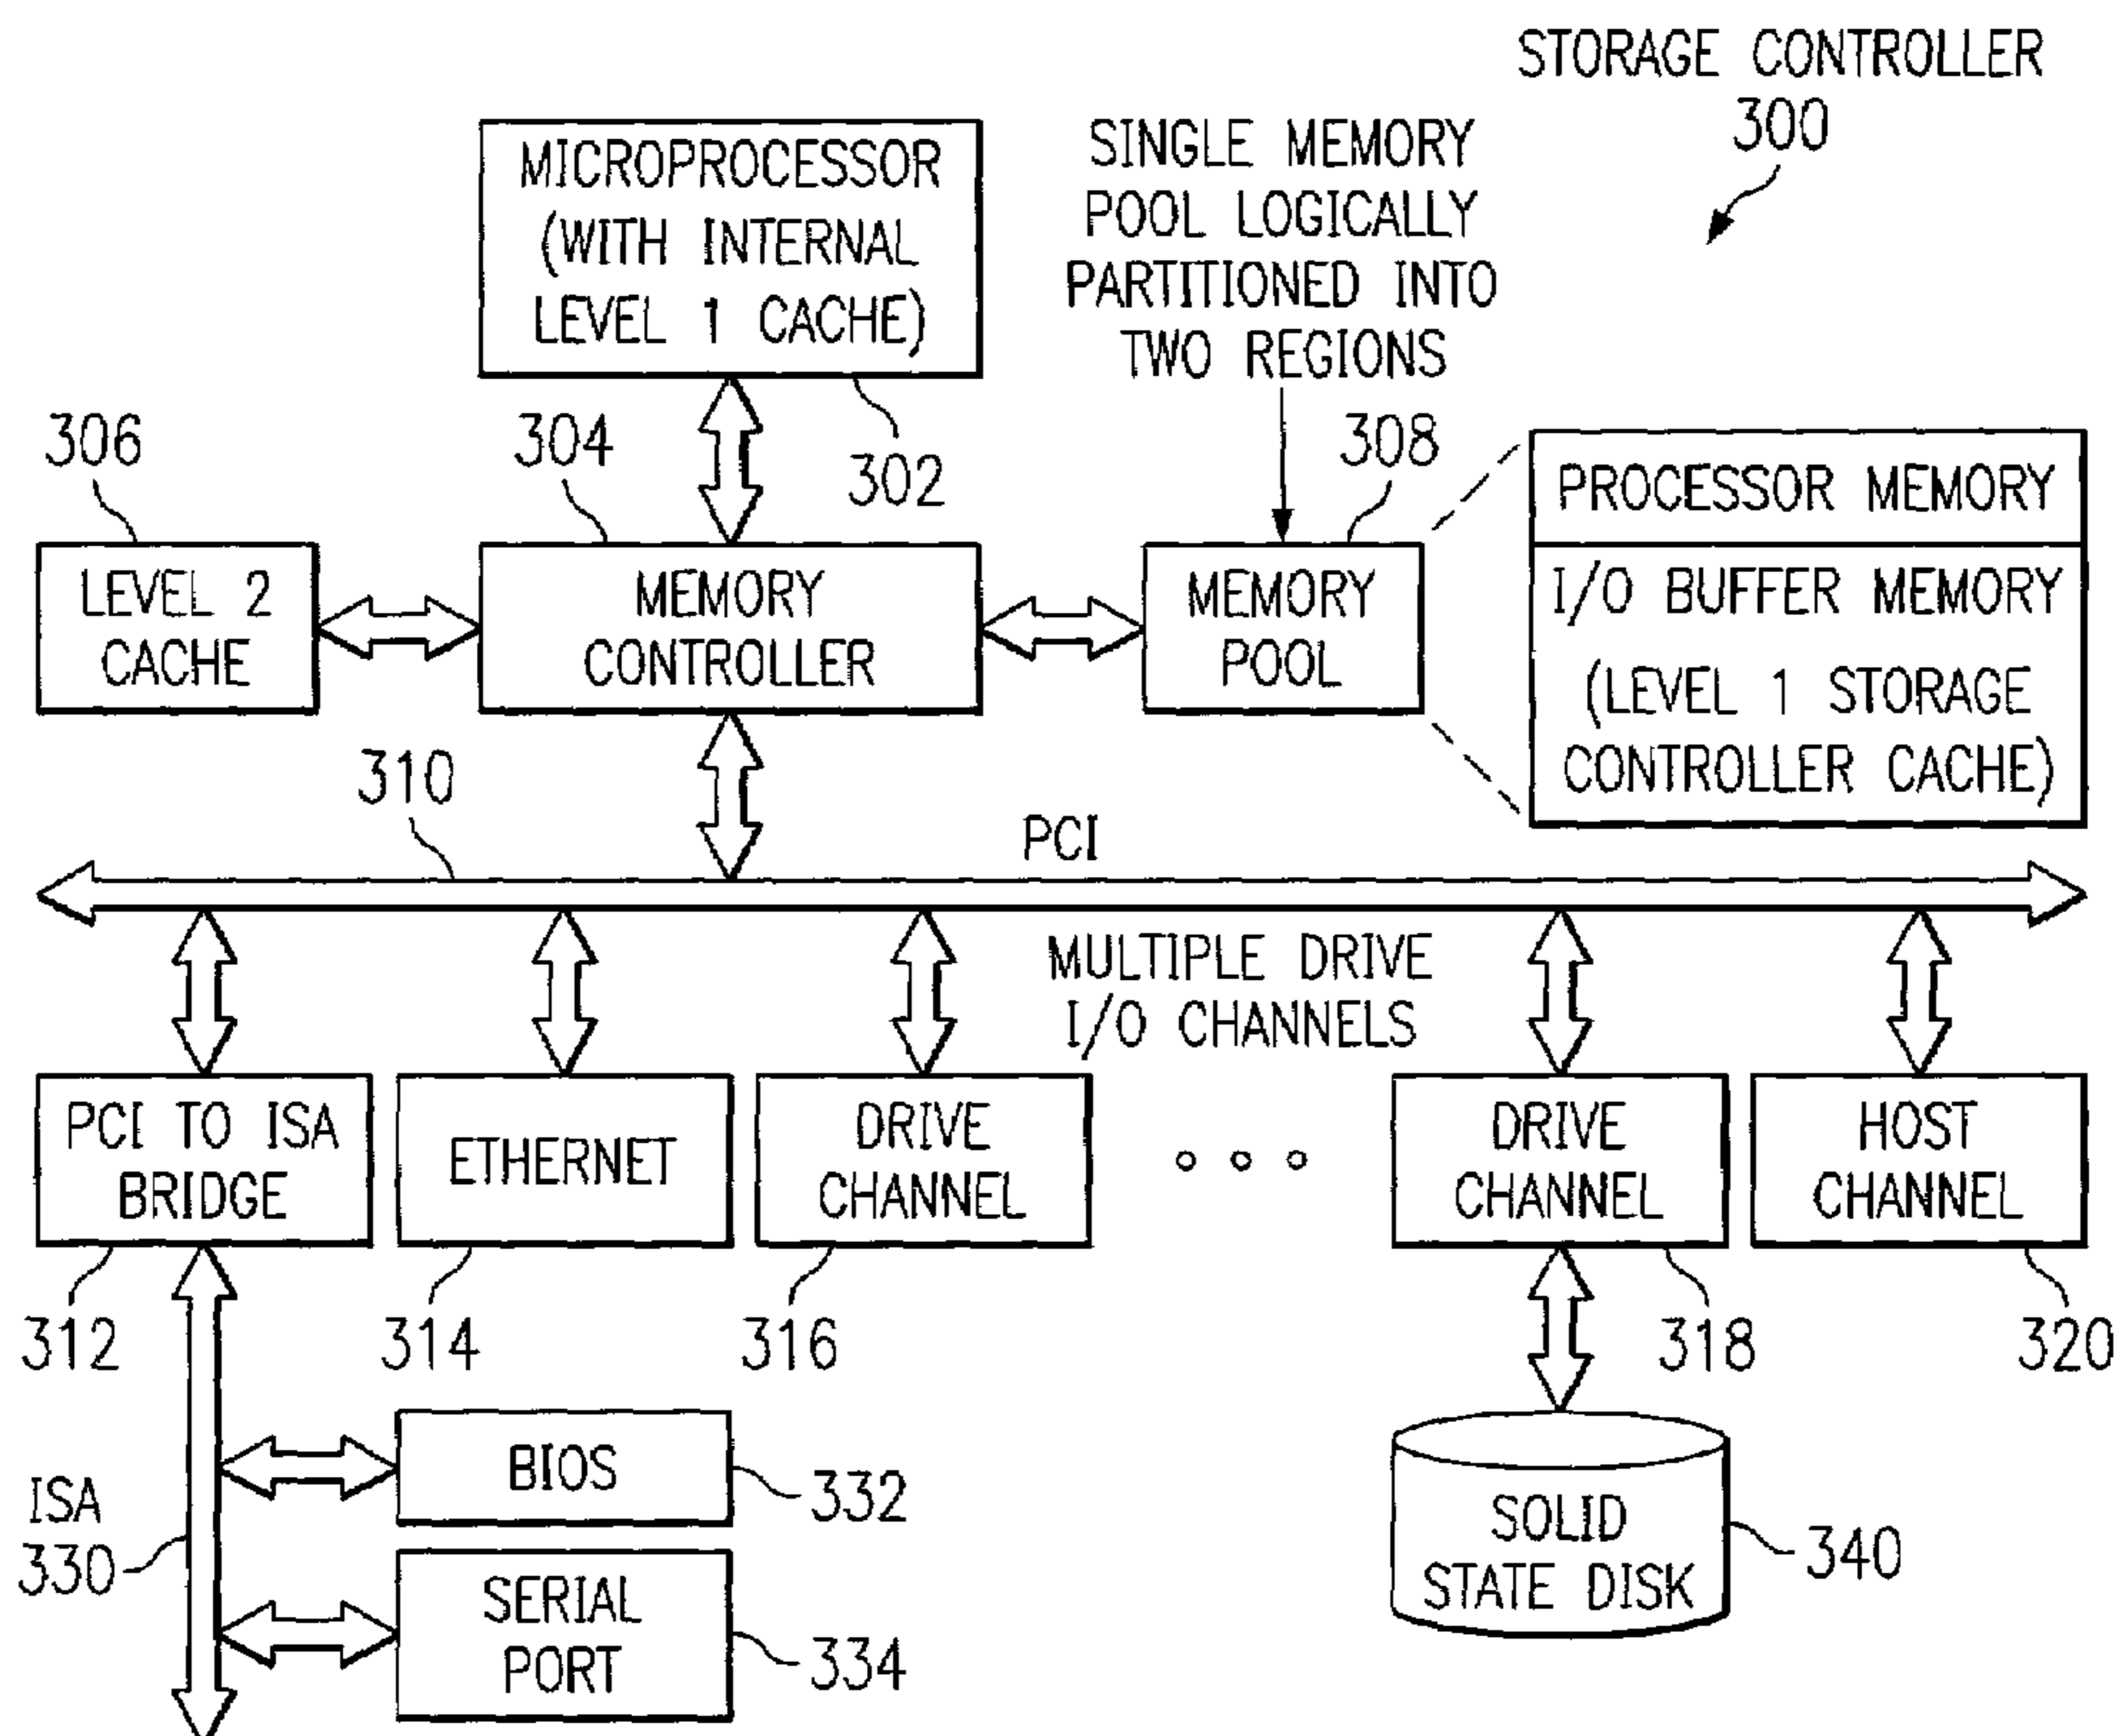 STORAGE CONTROLLER
300
MICROPROCESSOR
(WITH INTERNAL
LEVEL 1 CACHE)
302
SINGLE MEMORY
POOL LOGICALLY
PARTITIONED INTO
TWO REGIONS
306
304
308
LEVEL 2
CACHE
MEMORY
CONTROLLER
MEMORY
POOL
PROCESSOR MEMORY
I/O BUFFER MEMORY
(LEVEL 1 STORAGE
CONTROLLER CACHE)
310
PCI
MULTIPLE DRIVE
I/O CHANNELS
PCI TO ISA
BRIDGE
ETHERNET
DRIVE
CHANNEL
DRIVE
CHANNEL
HOST
CHANNEL
312
314
316
318
320
ISA
330
BIOS
332
SERIAL
PORT
334
SOLID
STATE DISK
340